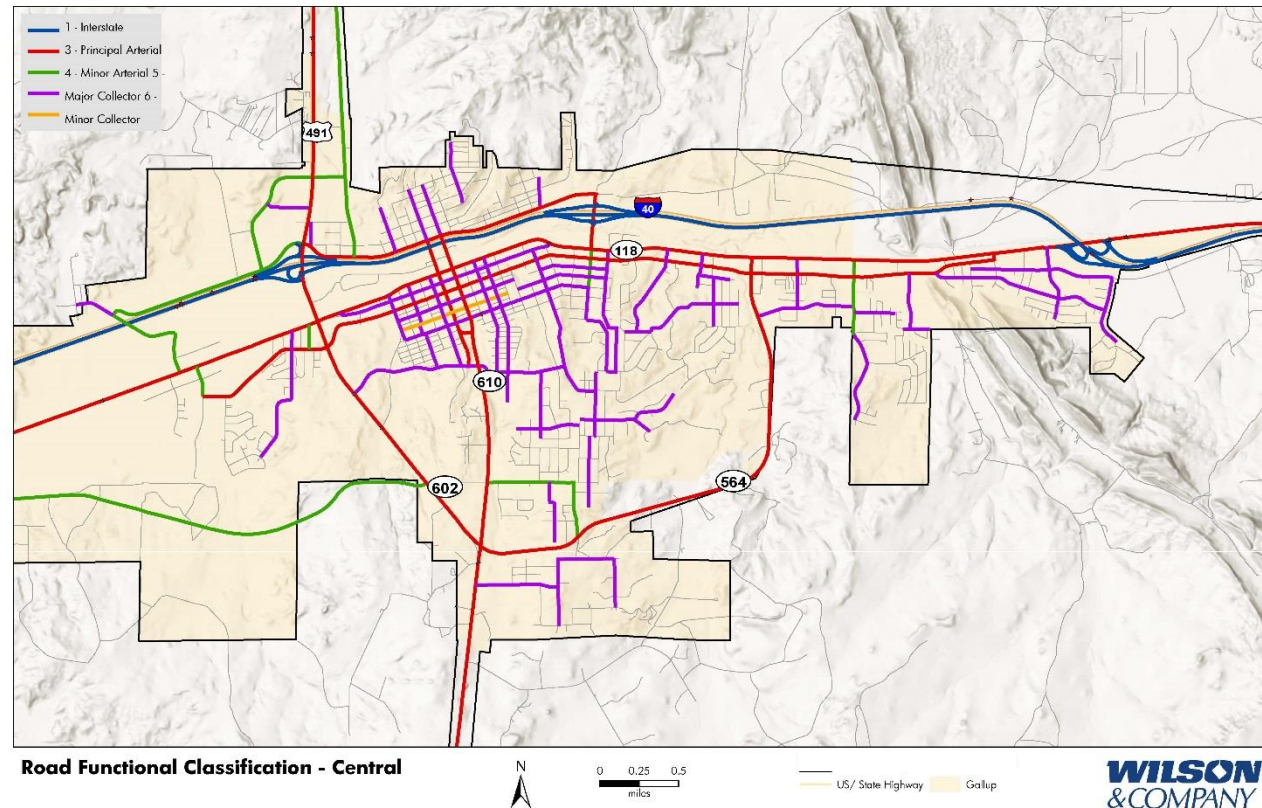 1 - Interstate
3 - Principal Arterial
4 - Minor Arterial 5 -
Major Collector 6 -
Minor Collector
491
40
118
610
602
564
Road Functional Classification - Central
N
0 0.25 0.5
miles
US/ State Highway
Gallup
WILSON
&COMPANY